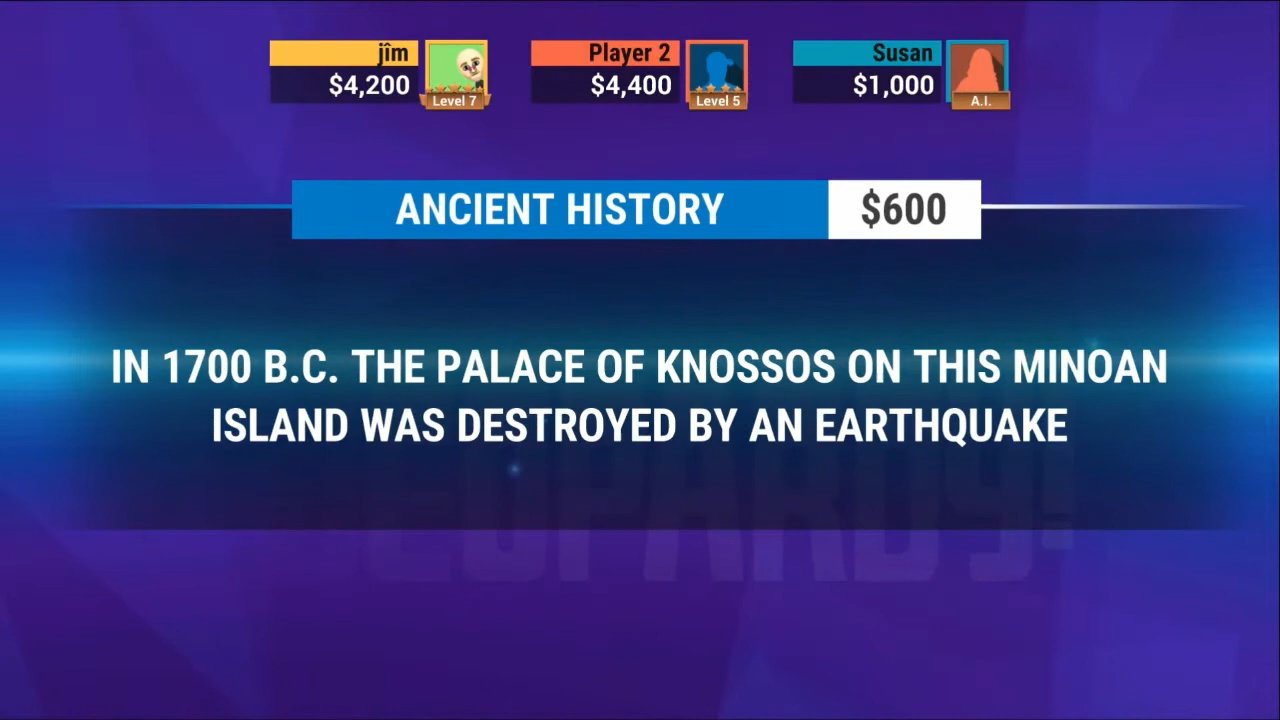 jîm
$4,200
Level 7
Player 2
$4,400
Level 5
Susan
$1,000
A.I.
ANCIENT HISTORY
$600
IN 1700 B.C. THE PALACE OF KNOSSOS ON THIS MINOAN
ISLAND WAS DESTROYED BY AN EARTHQUAKE
JEOPARDY!